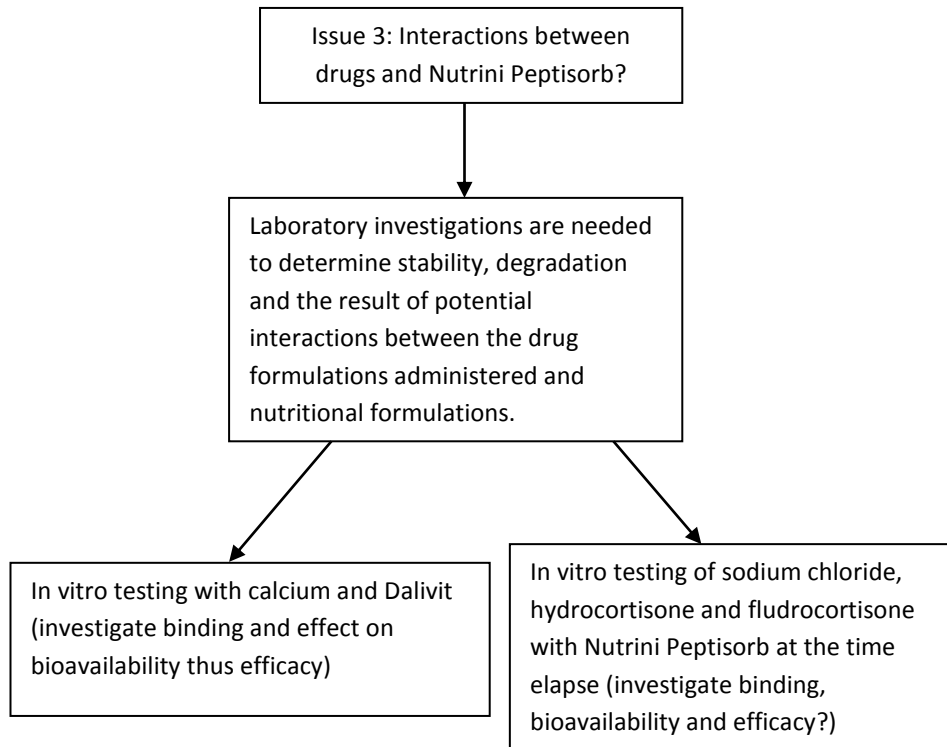 Issue 3: Interactions between
drugs and Nutrini Peptisorb?
Laboratory investigations are needed
to determine stability, degradation
and the result of potential
interactions between the drug
formulations administered and
nutritional formulations.
In vitro testing with calcium and Dalivit
(investigate binding and effect on
bioavailability thus efficacy)
In vitro testing of sodium chloride,
hydrocortisone and fludrocortisone
with Nutrini Peptisorb at the time
elapse (investigate binding,
bioavailability and efficacy?)